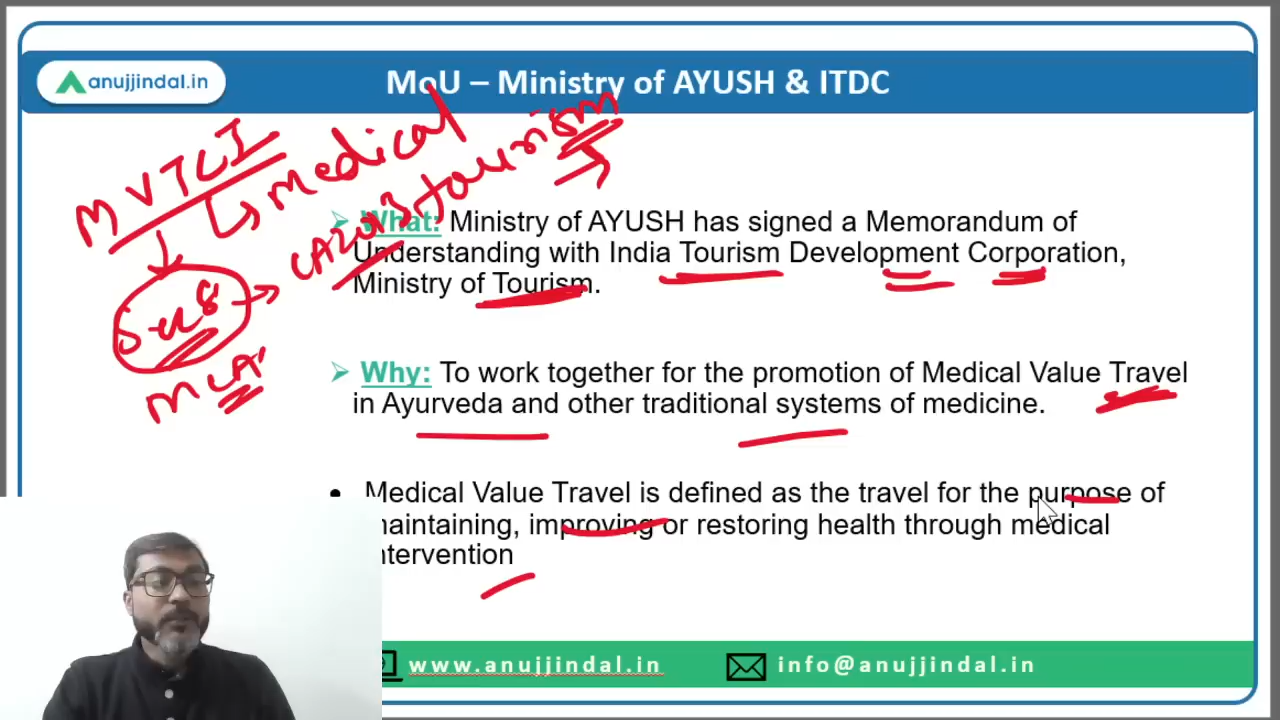 anujjindal.in
MoU – Ministry of AYUSH & ITDC
MVTCI
Medical
tourism
What: Ministry of AYUSH has signed a Memorandum of
Understanding with India Tourism Development Corporation,
Ministry of Tourism.
Why: To work together for the promotion of Medical Value Travel
in Ayurveda and other traditional systems of medicine.
• Medical Value Travel is defined as the travel for the purpose of
maintaining, improving or restoring health through medical
intervention
www.anujjindal.in
info@anujjindal.in